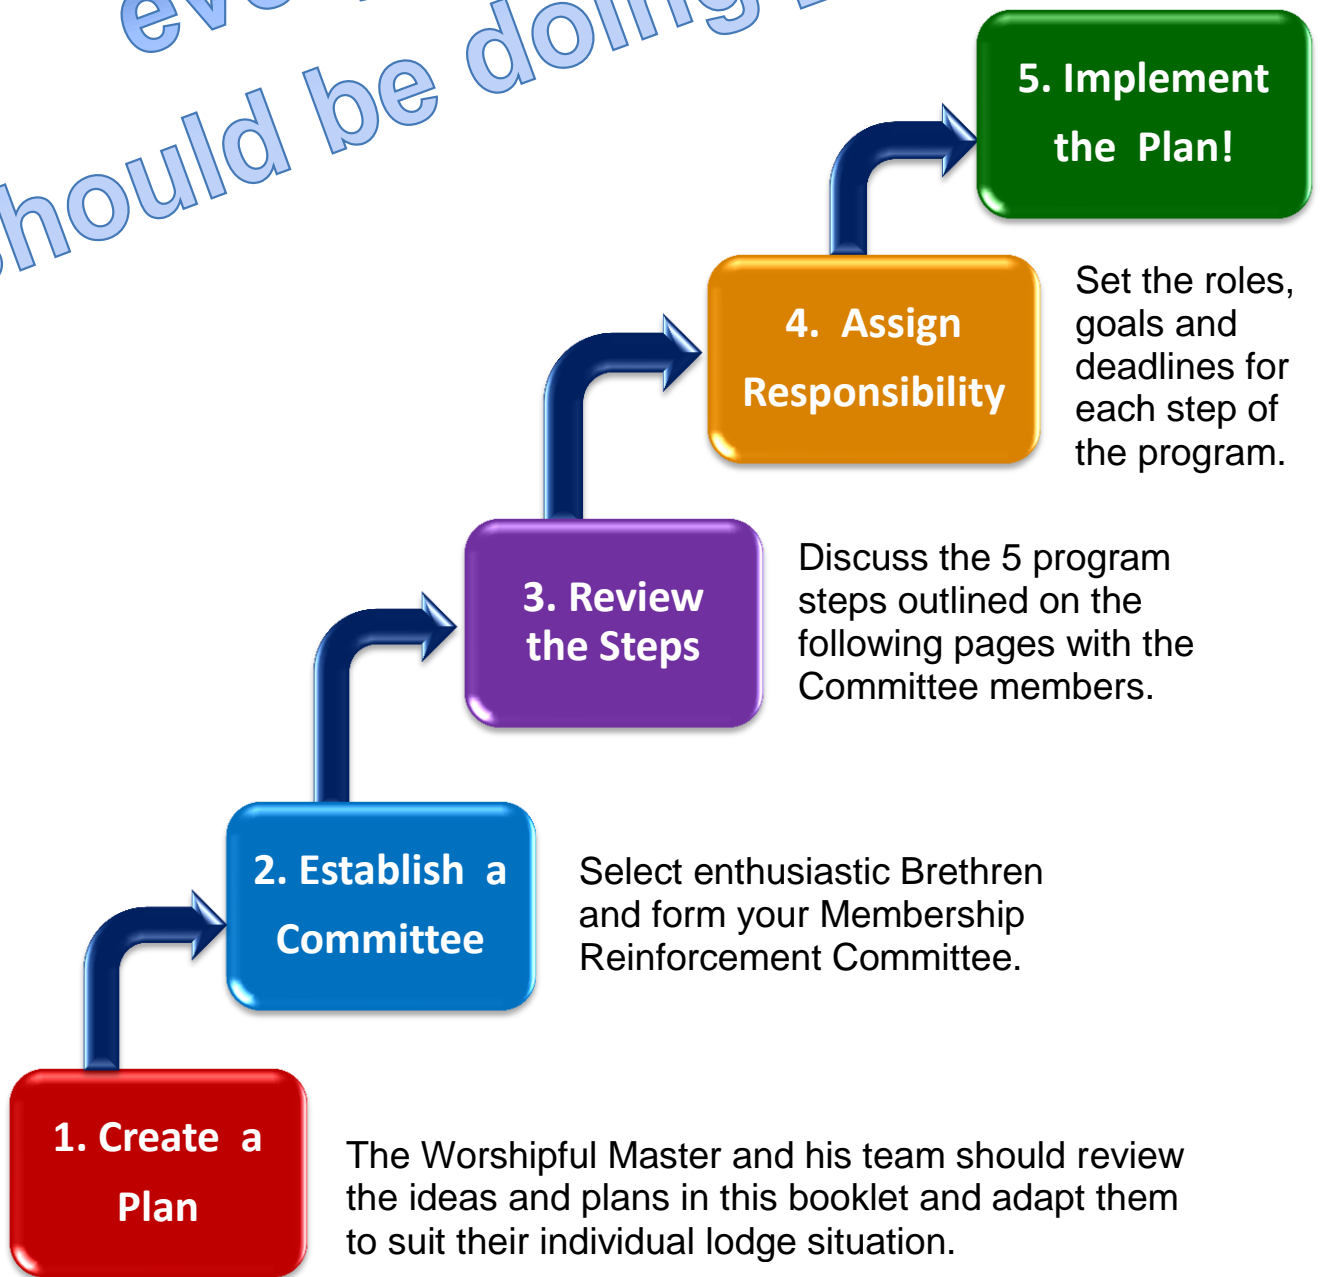 should be doing
5. Implement
the Plan!
Set the roles,
goals and
deadlines for
each step of
the program.
4. Assign
Responsibility
3. Review
the Steps
Discuss the 5 program
steps outlined on the
following pages with the
Committee members.
2. Establish a
Committee
Select enthusiastic Brethren
and form your Membership
Reinforcement Committee.
1. Create a
Plan
The Worshipful Master and his team should review
the ideas and plans in this booklet and adapt them
to suit their individual lodge situation.